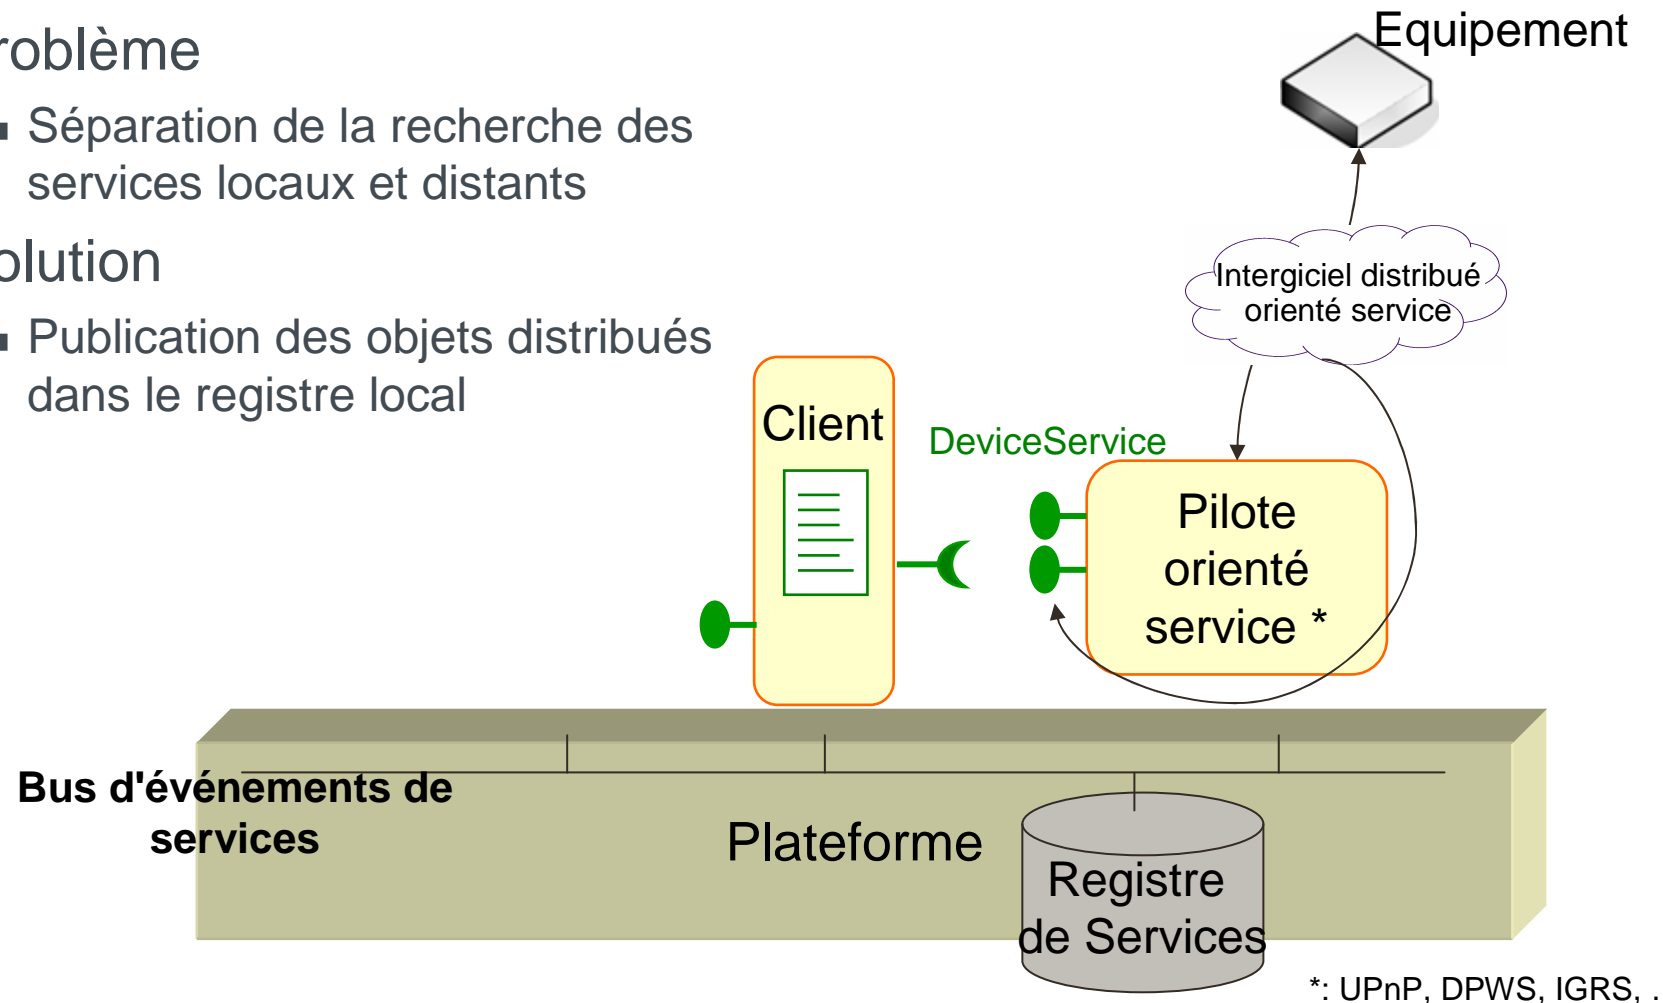 roblème
Séparation de la recherche des
services locaux et distants
olution
Publication des objets distribués
dans le registre local
Equipement
Intergiciel distribué
orienté service
Client
DeviceService
Pilote
orienté
service *
Bus d'événements de
services
Plateforme
Registre
de Services
*: UPnP, DPWS, IGRS, .